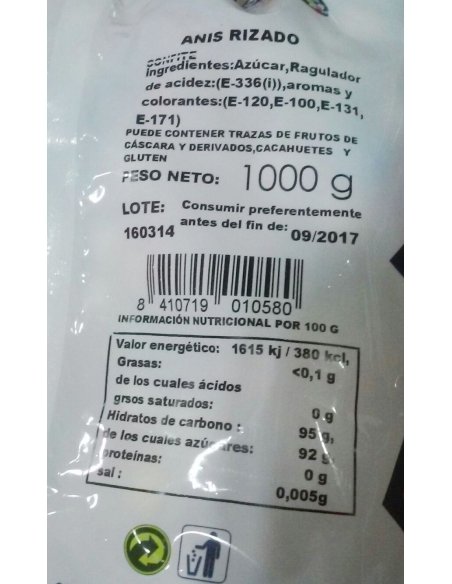 ANIS RIZADO
CONFITE
Ingredientes:Azúcar,Ragulador
de acidez:(E-336(i)),aromas y
colorantes:(E-120,E-100,E-131,
E-171)
PUEDE CONTENER TRAZAS DE FRUTOS DE
CÁSCARA Y DERIVADOS,CACAHUETES Y
GLUTEN
PESO NETO: 1000 g
LOTE: Consumir preferentemente
160314 antes del fin de: 09/2017
8 410719 010580
INFORMACIÓN NUTRICIONAL POR 100 G
Valor energético: 1615 kj / 380 kcl,
Grasas: <0,1 g
de los cuales ácidos
grsos saturados: 0 g
Hidratos de carbono : 95 g,
de los cuales azúcares: 92 g
proteínas: 0 g
sal : 0,005g